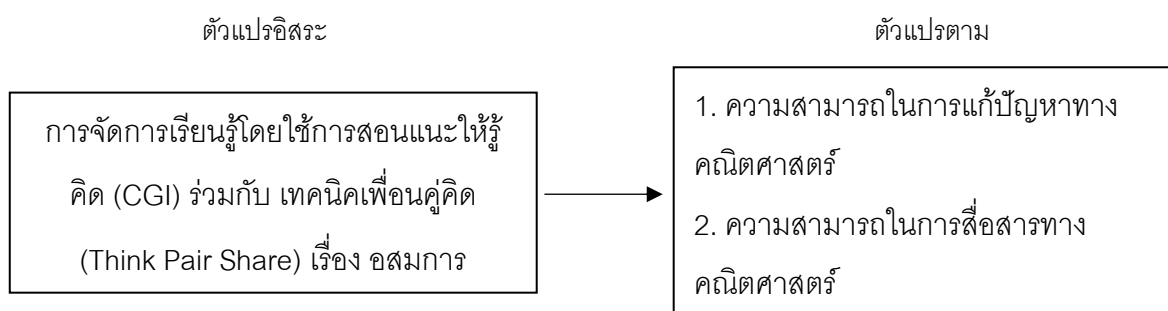 ตัวแปรอิสระ
ตัวแปรตาม
การจัดการเรียนรู้โดยใช้การสอนแนะให้รู้
คิด (CGI) ร่วมกับ เทคนิคเพื่อนคู่คิด
(Think Pair Share) เรื่อง อสมการ
1. ความสามารถในการแก้ปัญหาทาง
คณิตศาสตร์
2. ความสามารถในการสื่อสารทาง
คณิตศาสตร์